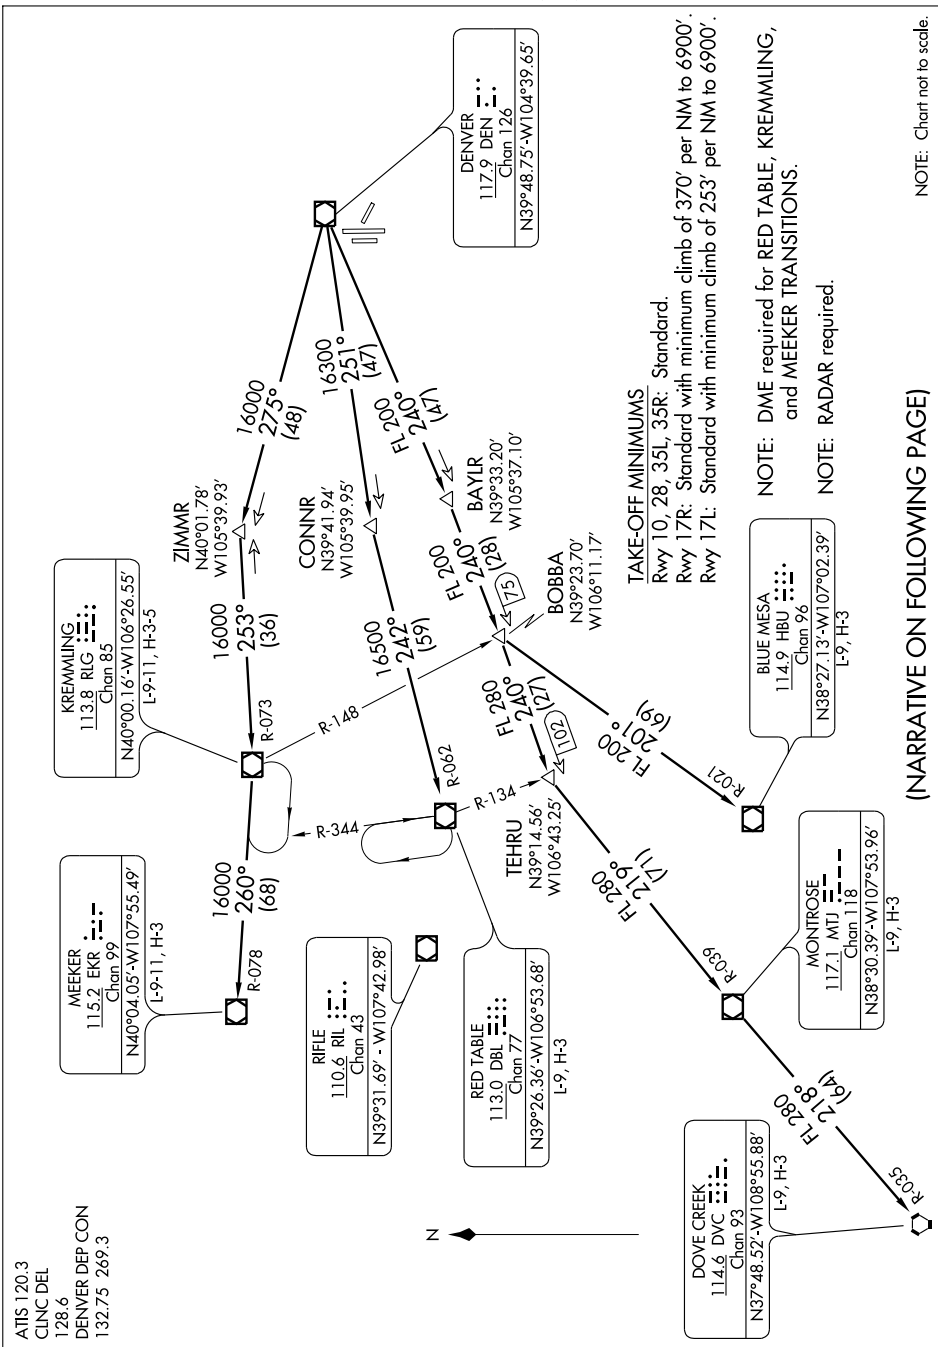 ATIS 120.3
CLNC DEL
128.6
DENVER DEP CON
132.75 269.3
MEEKER
115.2 EKR
Chan 99
N40°04.05'-W107°55.49'
L-9-11, H-3
KREMMLING
113.8 RLG
Chan 85
N40°00.16'-W106°26.55'
L-9-11, H-3-5
ZIMMR
N40°01.78'
W105°39.93'
16000
275°
(48)
16000
253°
(36)
R-073
16000
260°
(68)
R-078
DENVER
117.9 DEN
Chan 126
N39°48.75'-W104°39.65'
16300
251°
(47)
CONNR
N39°41.94'
W105°39.95'
16500
242°
(59)
R-062
FL 200
240°
(47)
BAYLR
N39°33.20'
W105°37.10'
FL 200
240°
(28)
75
BOBBA
N39°23.70'
W106°11.17'
R-148
R-344
R-134
FL 280
240°
(27)
102
TEHRU
N39°14.56'
W106°43.25'
RIFLE
110.6 RIL
Chan 43
N39°31.69' - W107°42.98'
RED TABLE
113.0 DBL
Chan 77
N39°26.36'-W106°53.68'
L-9, H-3
FL200
201°
(69)
R-021
BLUE MESA
114.9 HBU
Chan 96
N38°27.13'-W107°02.39'
L-9, H-3
FL 280
219°
(71)
R-039
MONTROSE
117.1 MTJ
Chan 118
N38°30.39'-W107°53.96'
L-9, H-3
FL 280
218°
(64)
R-035
DOVE CREEK
114.6 DVC
Chan 93
N37°48.52'-W108°55.88'
L-9, H-3
N
TAKE-OFF MINIMUMS
Rwy 10, 28, 35L, 35R: Standard.
Rwy 17R: Standard with minimum climb of 370' per NM to 6900'.
Rwy 17L: Standard with minimum climb of 253' per NM to 6900'.
NOTE: DME required for RED TABLE, KREMMLING,
and MEEKER TRANSITIONS.
NOTE: RADAR required.
(NARRATIVE ON FOLLOWING PAGE)
NOTE: Chart not to scale.